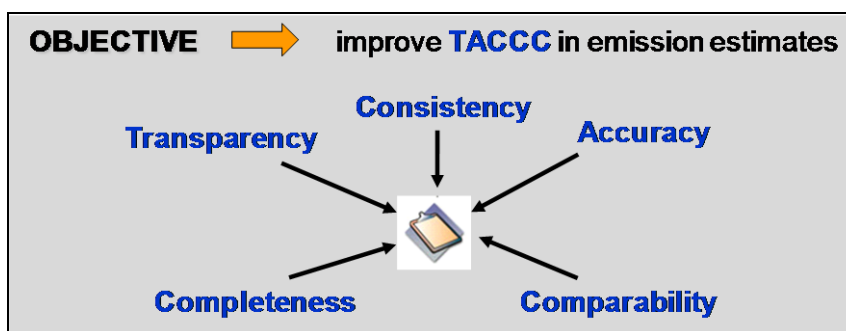 OBJECTIVE improve TACCC in emission estimates
Consistency
Transparency
Accuracy
Completeness
Comparability